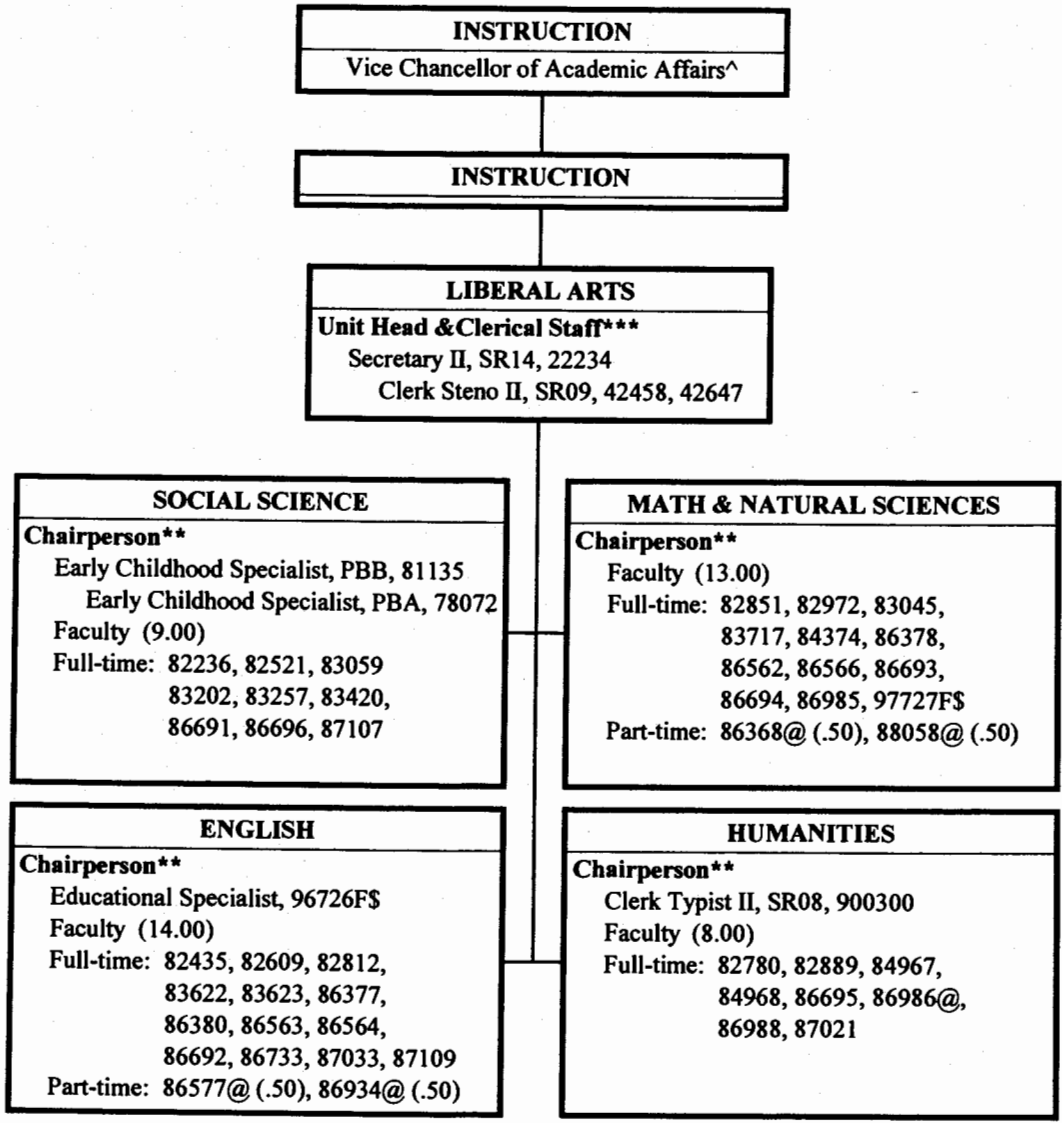 INSTRUCTION
Vice Chancellor of Academic Affairs^
INSTRUCTION
LIBERAL ARTS
Unit Head &Clerical Staff***
Secretary II, SR14, 22234
Clerk Steno II, SR09, 42458, 42647
SOCIAL SCIENCE
Chairperson**
Early Childhood Specialist, PBB, 81135
Early Childhood Specialist, PBA, 78072
Faculty (9.00)
Full-time: 82236, 82521, 83059
83202, 83257, 83420,
86691, 86696, 87107
MATH & NATURAL SCIENCES
Chairperson**
Faculty (13.00)
Full-time: 82851, 82972, 83045,
83717, 84374, 86378,
86562, 86566, 86693,
86694, 86985, 97727F$
Part-time: 86368@ (.50), 88058@ (.50)
ENGLISH
Chairperson**
Educational Specialist, 96726F$
Faculty (14.00)
Full-time: 82435, 82609, 82812,
83622, 83623, 86377,
86380, 86563, 86564,
86692, 86733, 87033, 87109
Part-time: 86577@ (.50), 86934@ (.50)
HUMANITIES
Chairperson**
Clerk Typist II, SR08, 900300
Faculty (8.00)
Full-time: 82780, 82889, 84967,
84968, 86695, 86986@,
86988, 87021